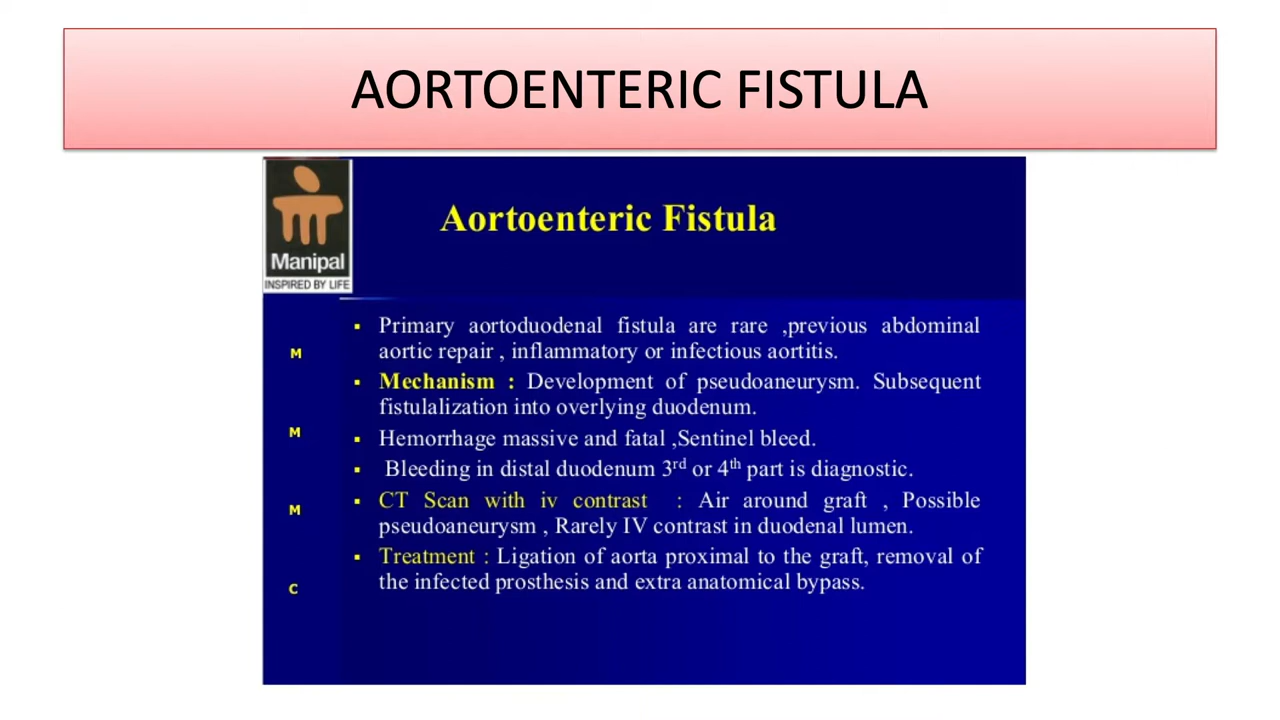 AORTOENTERIC FISTULA
Manipal
INSPIRED BY LIFE
Aortoenteric Fistula
M
M
M
C
▪ Primary aortoduodenal fistula are rare ,previous abdominal
aortic repair , inflammatory or infectious aortitis.
▪ Mechanism : Development of pseudoaneurysm. Subsequent
fistulalization into overlying duodenum.
▪ Hemorrhage massive and fatal ,Sentinel bleed.
▪ Bleeding in distal duodenum 3rd or 4th part is diagnostic.
▪ CT Scan with iv contrast : Air around graft , Possible
pseudoaneurysm , Rarely IV contrast in duodenal lumen.
▪ Treatment : Ligation of aorta proximal to the graft, removal of
the infected prosthesis and extra anatomical bypass.